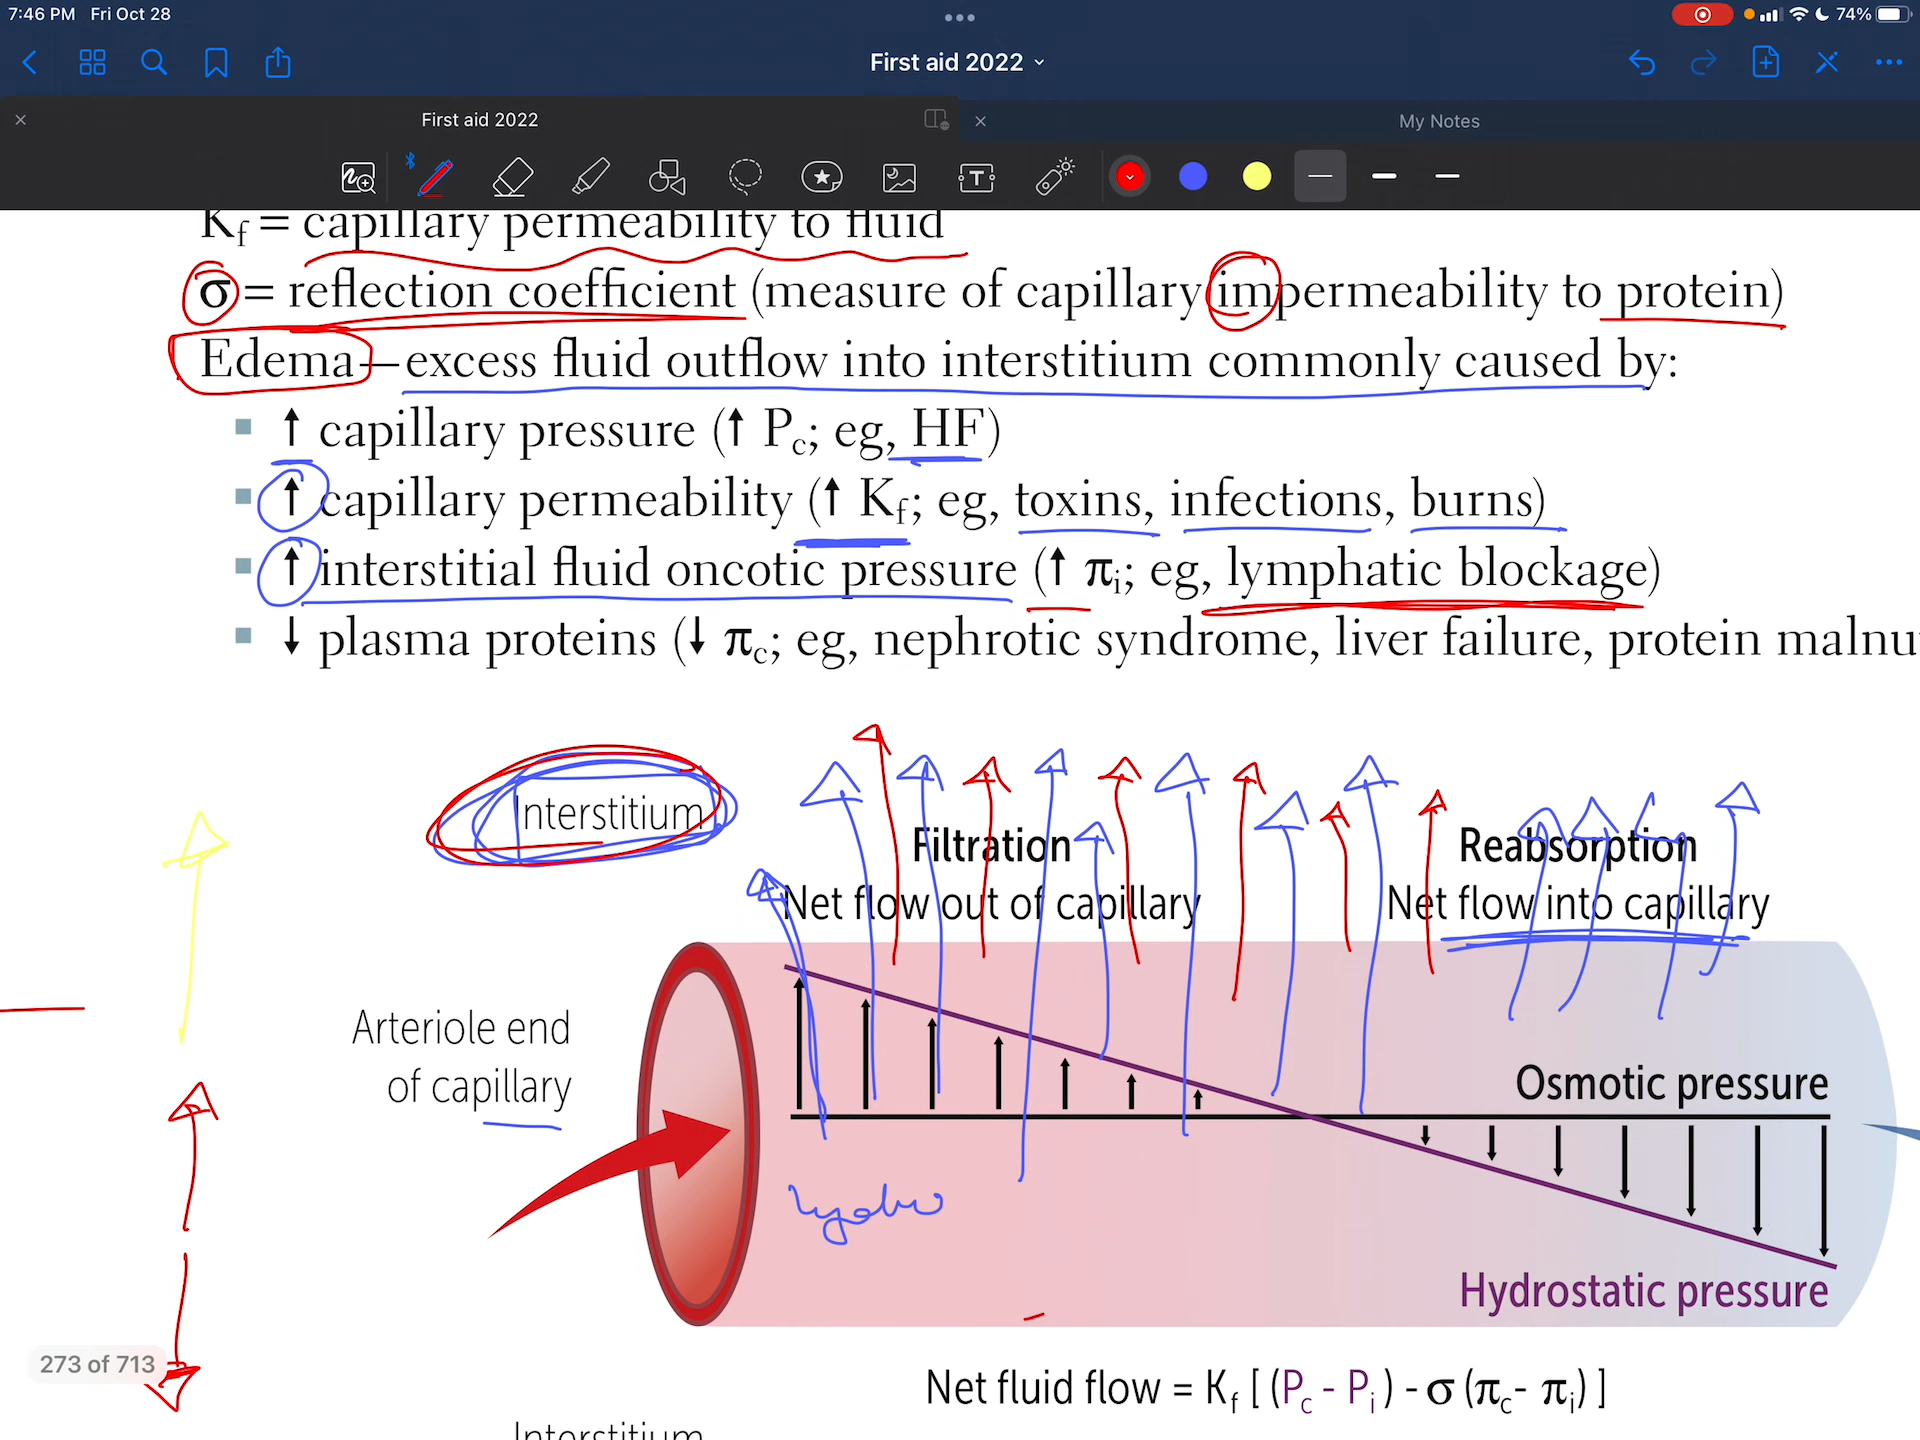 7:46 PM Fri Oct 28
74%
First aid 2022
First aid 2022
My Notes
Kf = capillary permeability to fluid
σ = reflection coefficient (measure of capillary impermeability to protein)
Edema—excess fluid outflow into interstitium commonly caused by:
▪ ↑ capillary pressure (↑ Pc; eg, HF)
▪ ↑ capillary permeability (↑ Kf; eg, toxins, infections, burns)
▪ ↑ interstitial fluid oncotic pressure (↑ πi; eg, lymphatic blockage)
▪ ↓ plasma proteins (↓ πc; eg, nephrotic syndrome, liver failure, protein malnu
Interstitium
Filtration
Net flow out of capillary
Reabsorption
Net flow into capillary
Arteriole end
of capillary
Osmotic pressure
hydro
Hydrostatic pressure
273 of 713
Net fluid flow = Kf [ (Pc - Pi ) - σ (πc- πi) ]
Interstitium